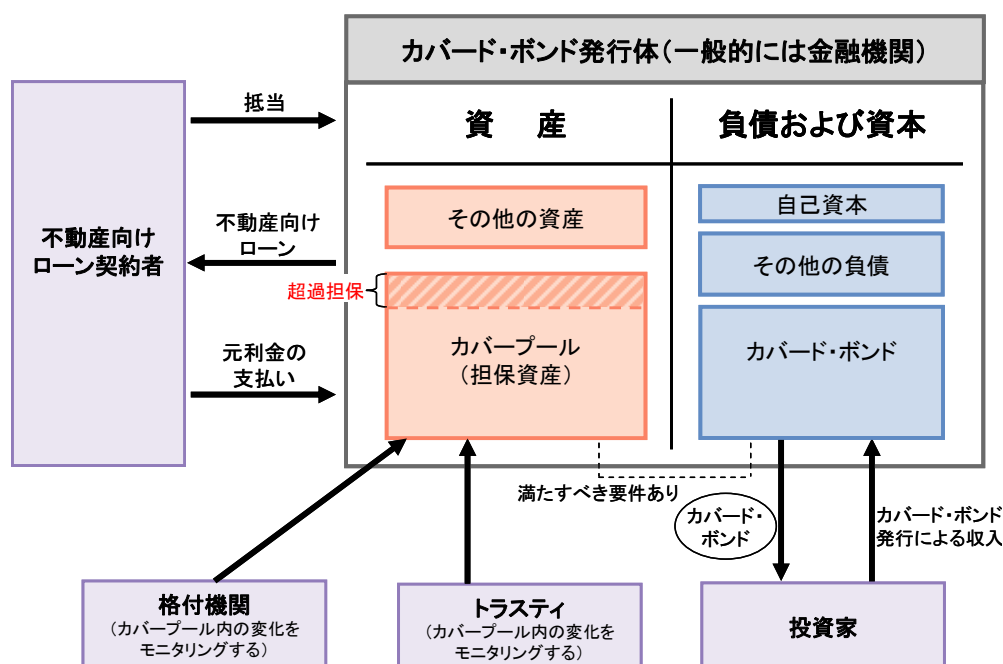 カバード・ボンド発行体（一般的には金融機関）
資　産
負債および資本
抵当
不動産向け
ローン
元利金の
支払い
不動産向け
ローン契約者
その他の資産
超過担保
カバープール
（担保資産）
自己資本
その他の負債
カバード・ボンド
満たすべき要件あり
カバード・
ボンド
カバード・ボンド
発行による収入
格付機関
（カバープール内の変化を
モニタリングする）
トラスティ
（カバープール内の変化を
モニタリングする）
投資家